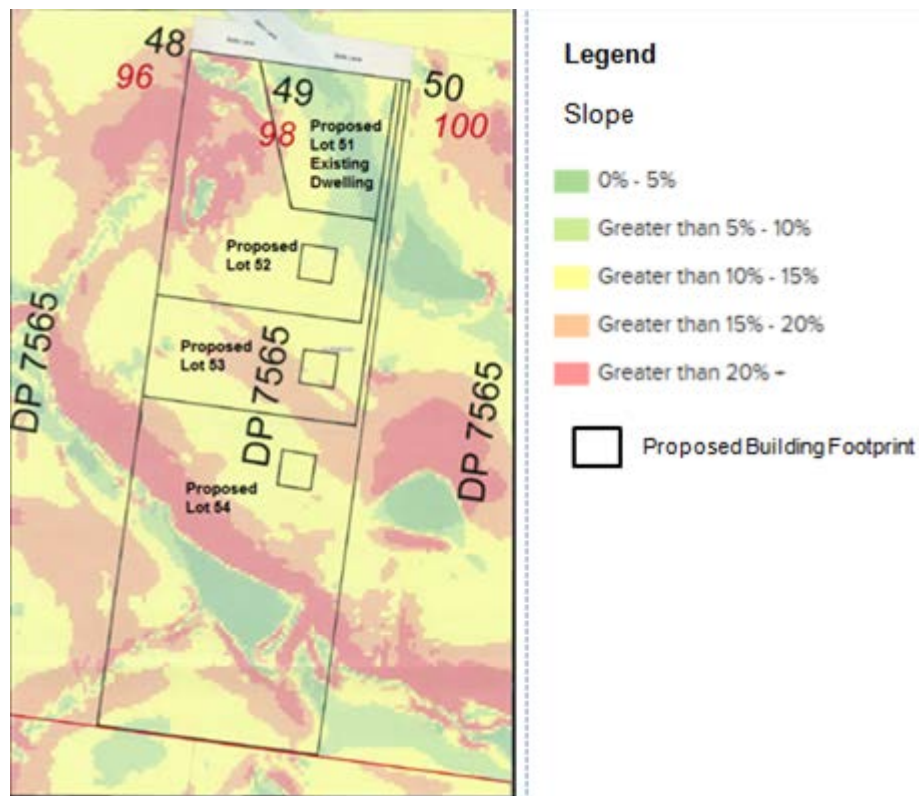 48
96
49
98
50
100
Proposed
Lot 51
Existing
Dwelling
Proposed
Lot 52
Proposed
Lot 53
Proposed
Lot 54
DP 7565
DP 7565
DP 7565
Legend
Slope
0% - 5%
Greater than 5% - 10%
Greater than 10% - 15%
Greater than 15% - 20%
Greater than 20% +
Proposed Building Footprint